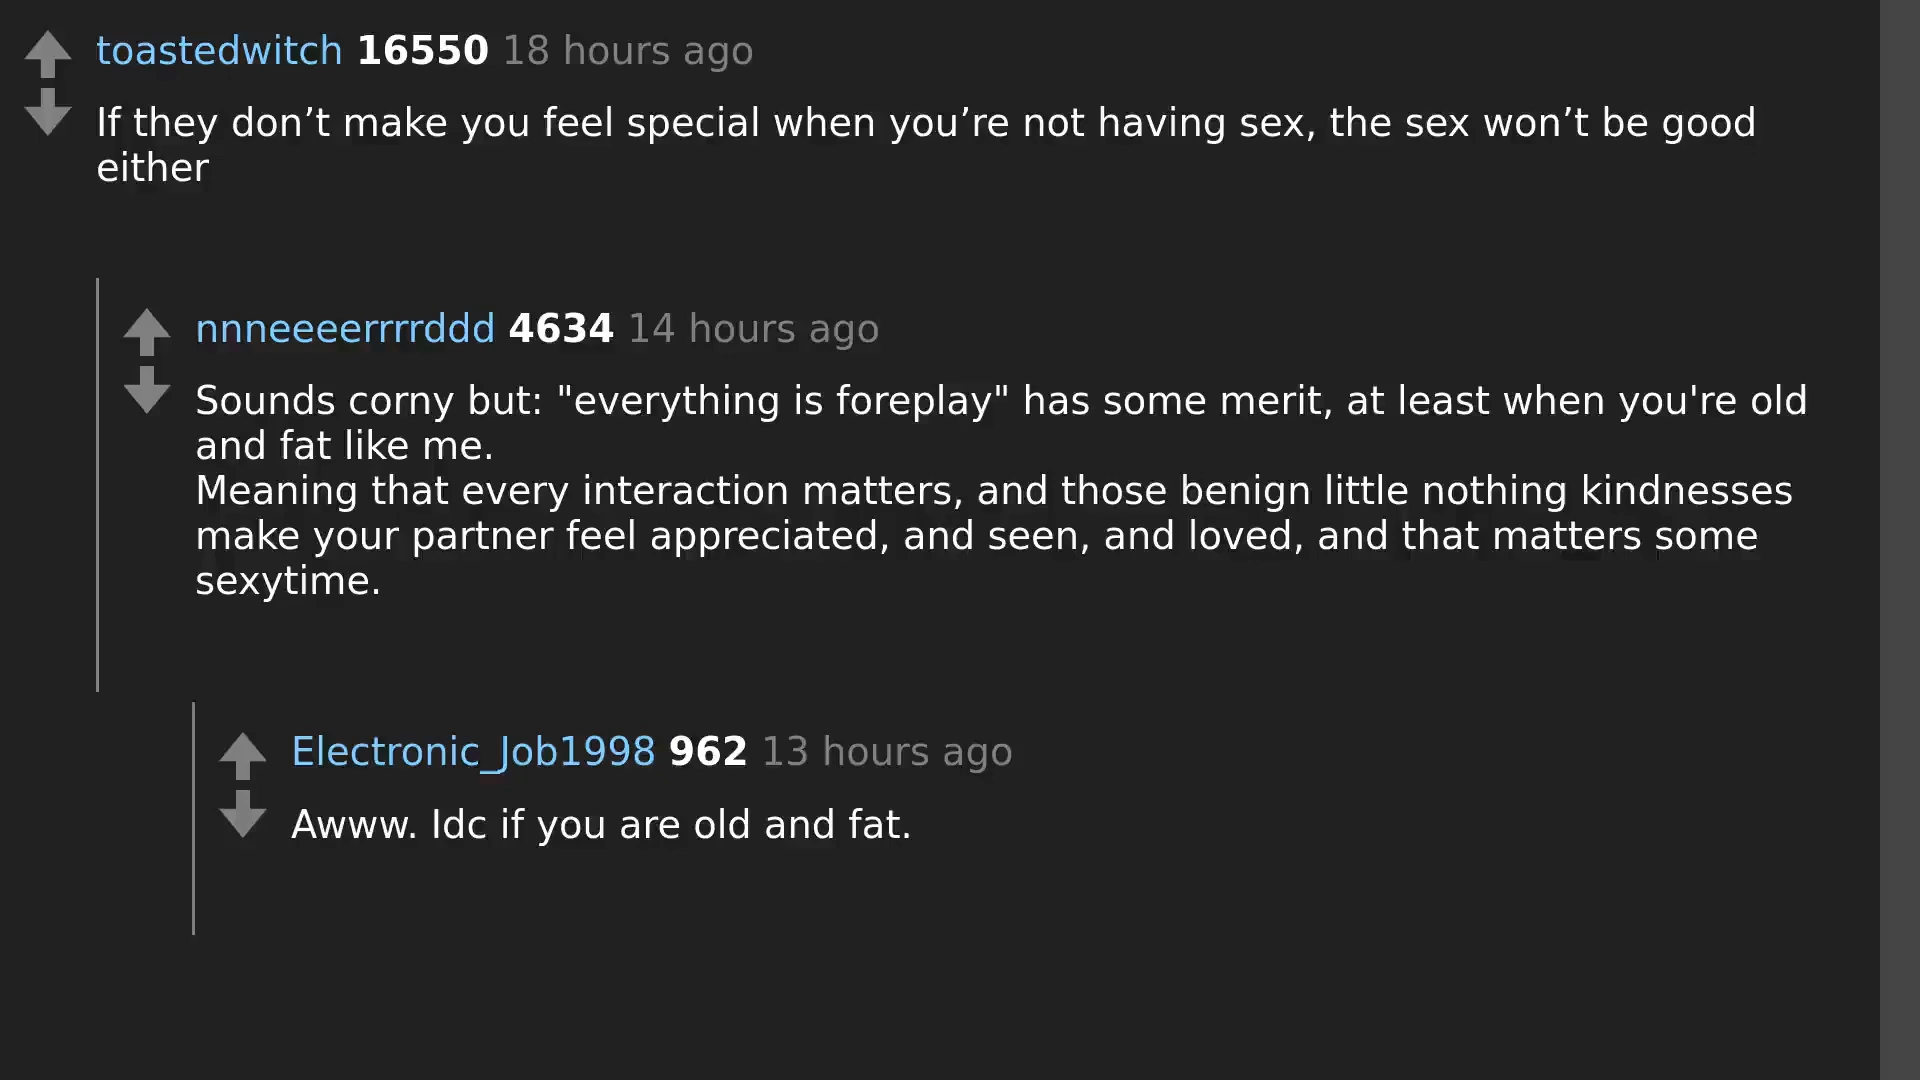 toastedwitch 16550 18 hours ago
If they don’t make you feel special when you’re not having sex, the sex won’t be good
either
nnneeeerrrrddd 4634 14 hours ago
Sounds corny but: "everything is foreplay" has some merit, at least when you're old
and fat like me.
Meaning that every interaction matters, and those benign little nothing kindnesses
make your partner feel appreciated, and seen, and loved, and that matters some
sexytime.
Electronic_Job1998 962 13 hours ago
Awww. Idc if you are old and fat.